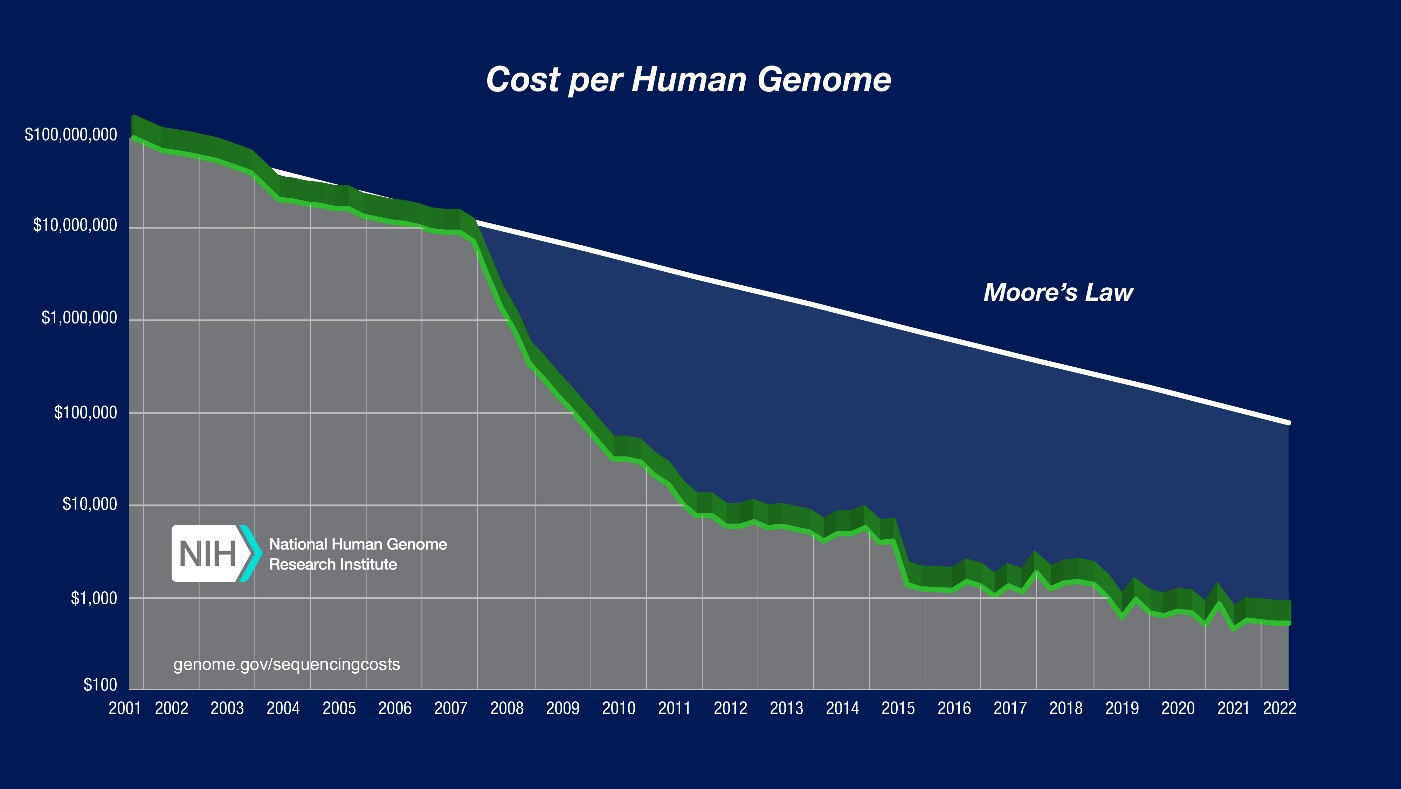 Cost per Human Genome
$100,000,000
$10,000,000
$1,000,000
$100,000
$10,000
$1,000
$100
Moore’s Law
NIH
National Human Genome
Research Institute
genome.gov/sequencingcosts
2001 2002 2003 2004 2005 2006 2007 2008 2009 2010 2011 2012 2013 2014 2015 2016 2017 2018 2019 2020 2021 2022